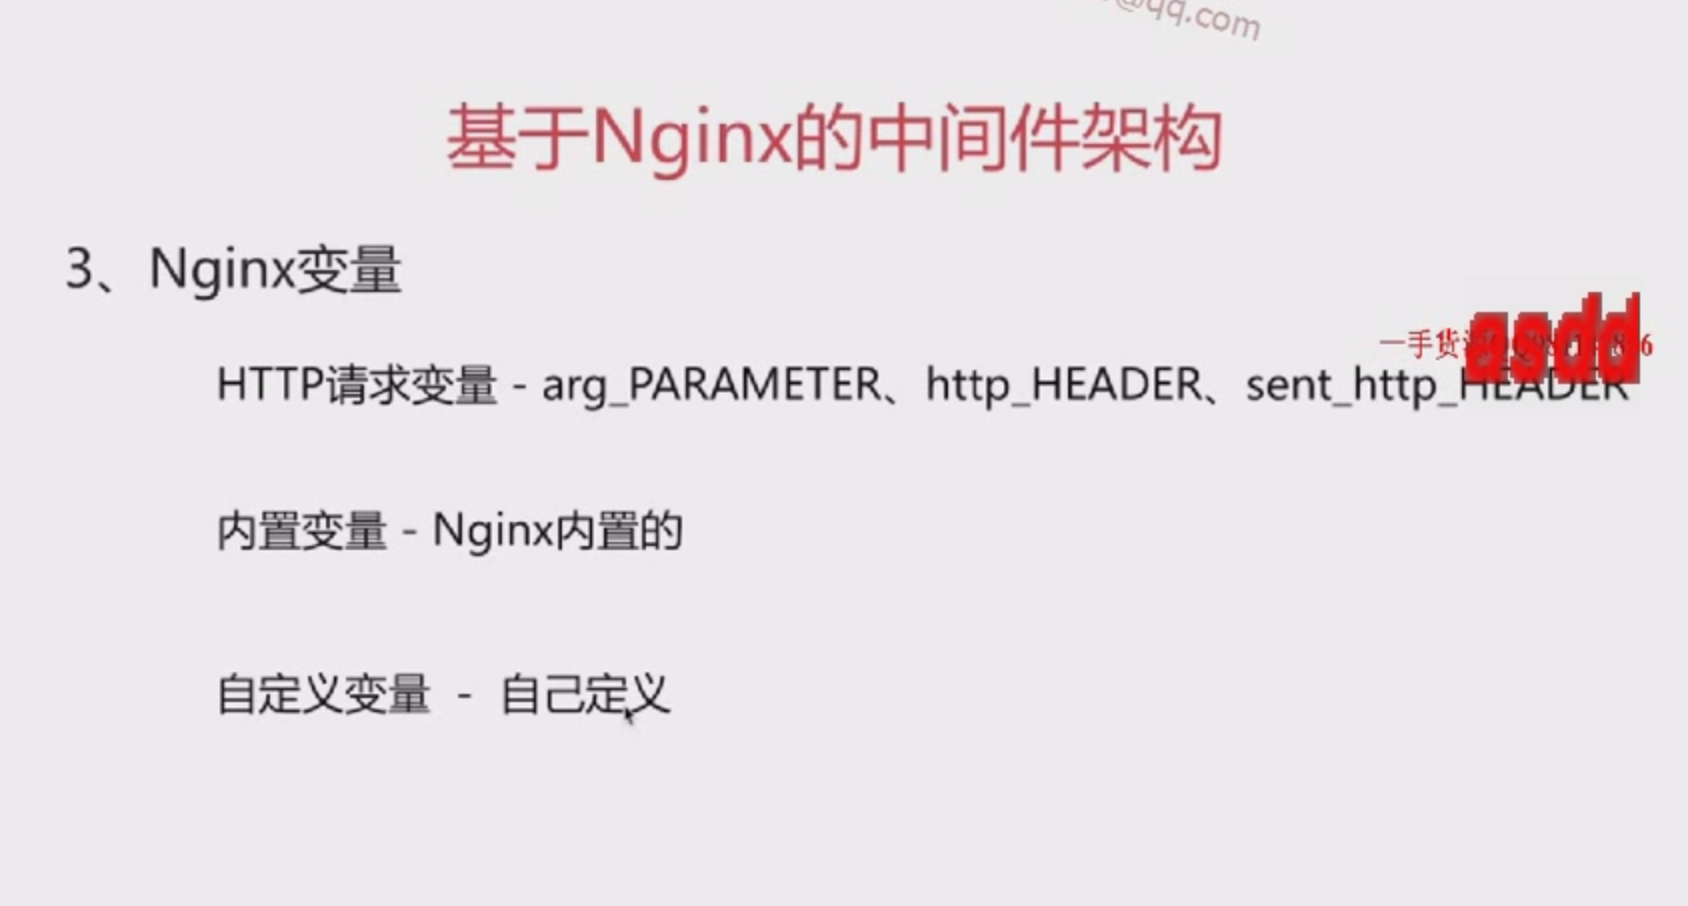 @qq.com
基于Nginx的中间件架构
3、Nginx变量
一手货
asdd
HTTP请求变量 - arg_PARAMETER、http_HEADER、sent_http_HEADER
内置变量 - Nginx内置的
自定义变量 - 自己定义